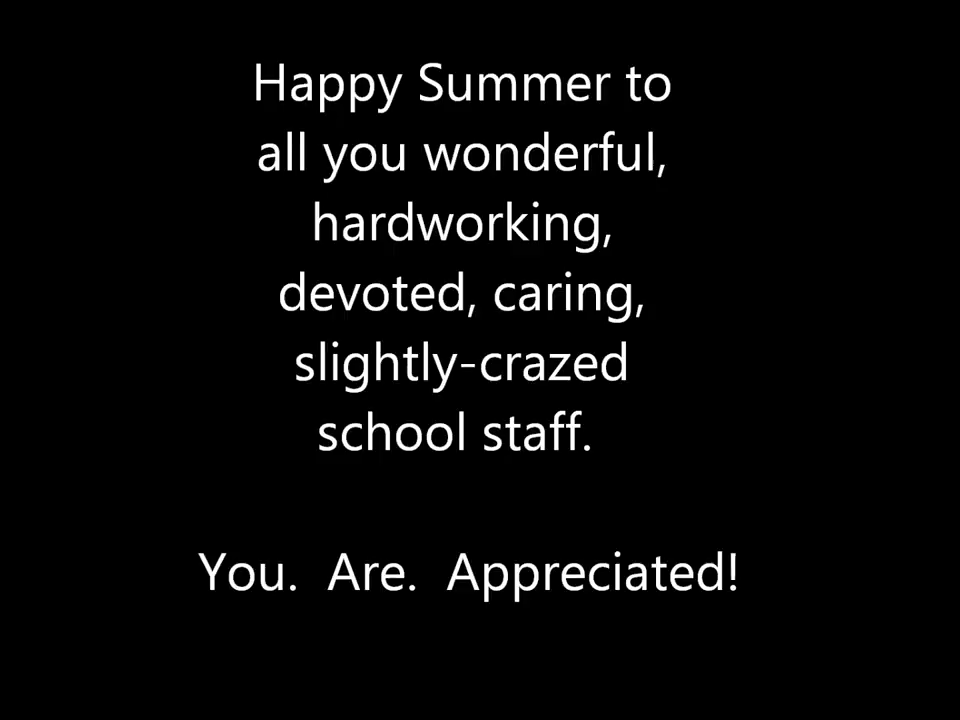 Happy Summer to
all you wonderful,
hardworking,
devoted, caring,
slightly-crazed
school staff.
You.  Are.  Appreciated!